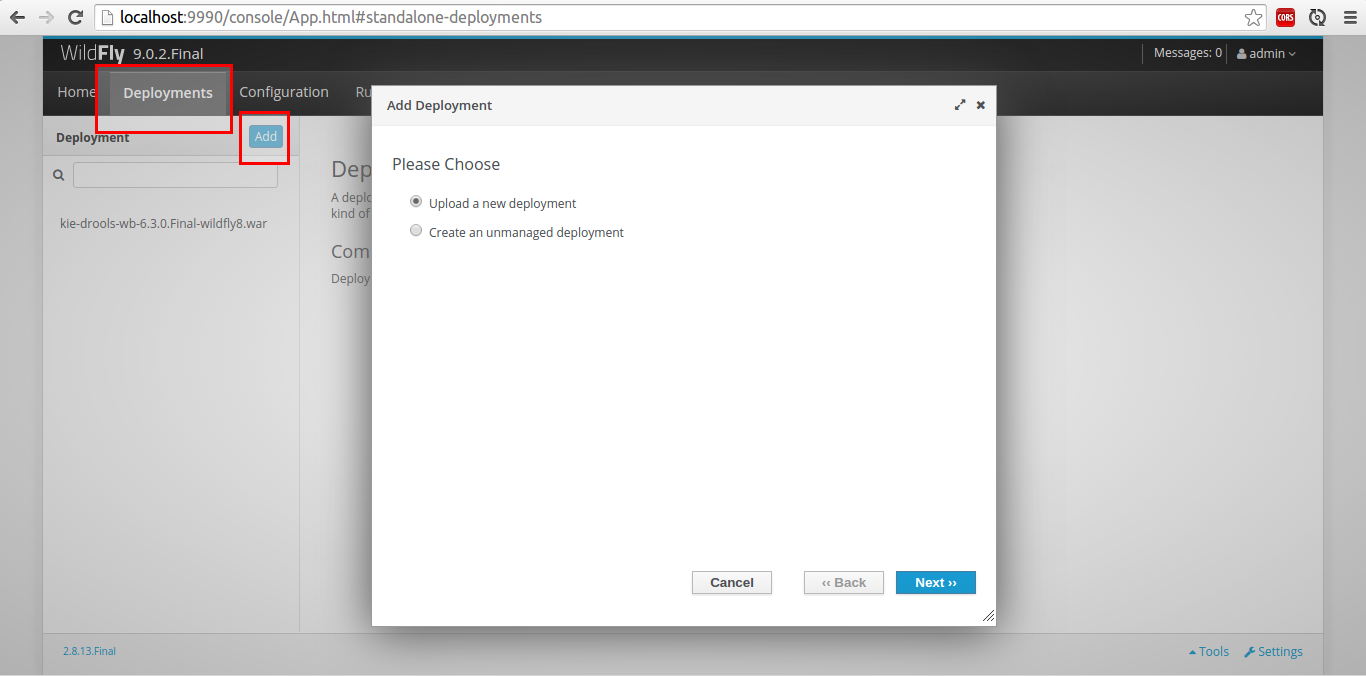 localhost:9990/console/App.html#standalone-deployments
CORS
WildFly 9.0.2.Final
Messages: 0
admin
Home
Deployments
Configuration
Ru
Add Deployment
Deployment
Add
Please Choose
Dep
A deplo
kind of
Upload a new deployment
kie-drools-wb-6.3.0.Final-wildfly8.war
Create an unmanaged deployment
Com
Deploy
Cancel
‹‹ Back
Next ››
2.8.13.Final
Tools
Settings